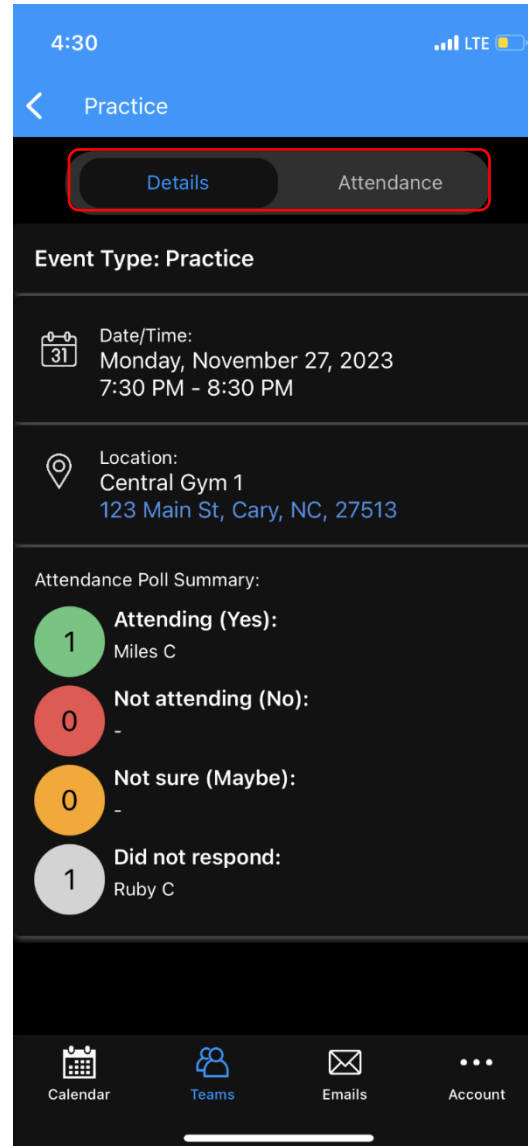 4:30 LTE
Practice
Details Attendance
Event Type: Practice
31
Date/Time:
Monday, November 27, 2023
7:30 PM - 8:30 PM
Location:
Central Gym 1
123 Main St, Cary, NC, 27513
Attendance Poll Summary:
1 Attending (Yes):
Miles C
0 Not attending (No):
-
0 Not sure (Maybe):
-
1 Did not respond:
Ruby C
Calendar Teams Emails Account